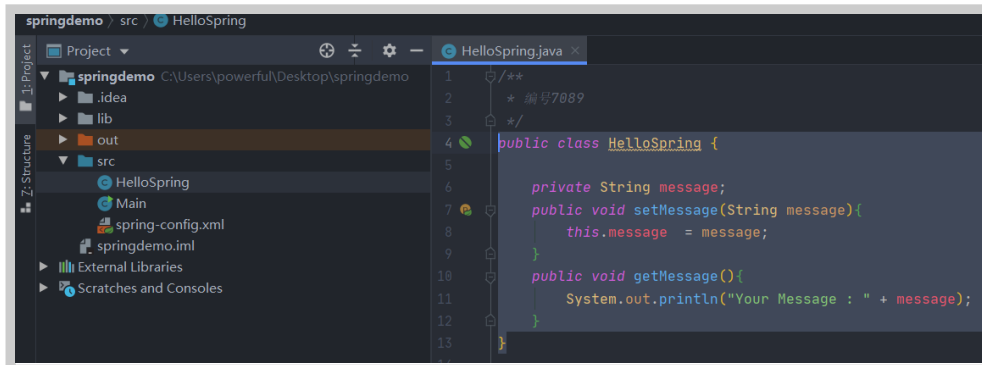 springdemo 〉 src 〉 HelloSpring
1: Project
Z: Structure
Project
springdemo C:\Users\powerful\Desktop\springdemo
.idea
lib
out
src
HelloSpring
Main
spring-config.xml
springdemo.iml
External Libraries
Scratches and Consoles
HelloSpring.java ×
1 /**
2 * 编号7089
3 */
4 public class HelloSpring {
5
6 private String message;
7 public void setMessage(String message){
8 this.message  = message;
9 }
10 public void getMessage(){
11 System.out.println("Your Message : " + message);
12 }
13 }